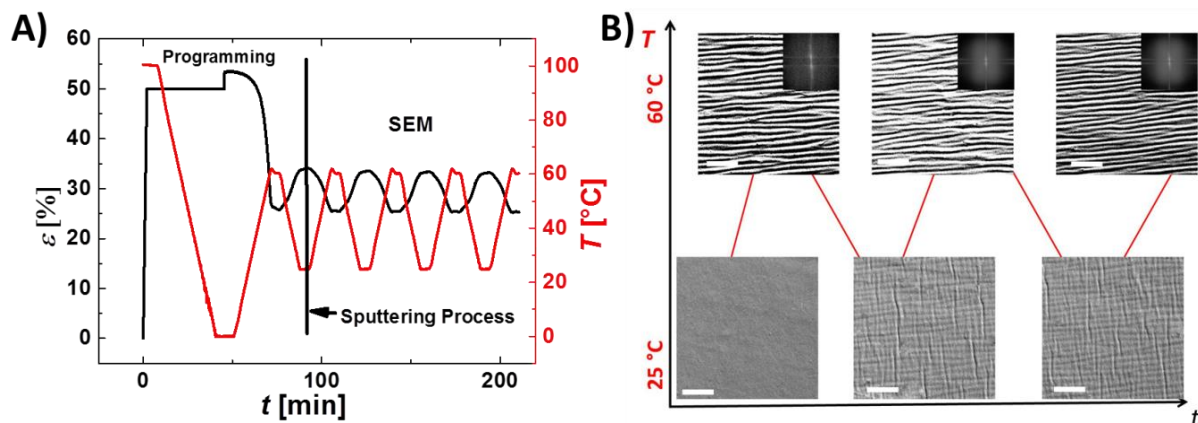 A)
Programming
SEM
Sputtering Process
ε [%]
60
50
40
30
20
10
0
0
100
200
t [min]
100
80
60
40
20
0
T [°C]
B)
T
60 °C
25 °C
t